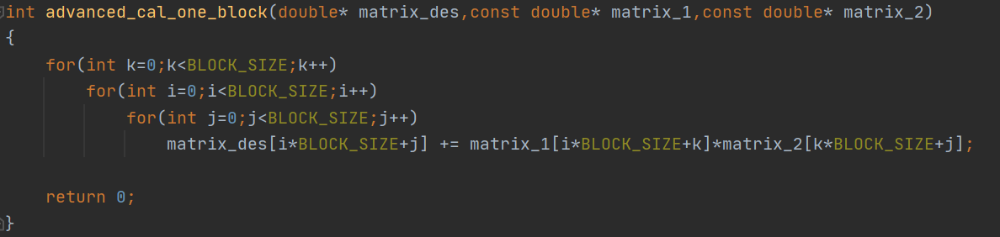 int advanced_cal_one_block(double* matrix_des,const double* matrix_1,const double* matrix_2)
{
    for(int k=0;k<BLOCK_SIZE;k++)
        for(int i=0;i<BLOCK_SIZE;i++)
            for(int j=0;j<BLOCK_SIZE;j++)
                matrix_des[i*BLOCK_SIZE+j] += matrix_1[i*BLOCK_SIZE+k]*matrix_2[k*BLOCK_SIZE+j];
    return 0;
}